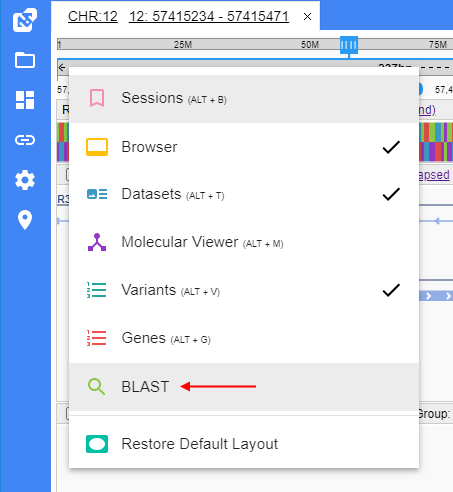 CHR:12 12: 57415234 - 57415471
1 25M 50M 75M
57, 57,4
nd)
Sessions (ALT + B)
Browser
apsed
Datasets (ALT + T)
R3
Molecular Viewer (ALT + M)
Variants (ALT + V)
Genes (ALT + G)
BLAST
Group:
Restore Default Layout